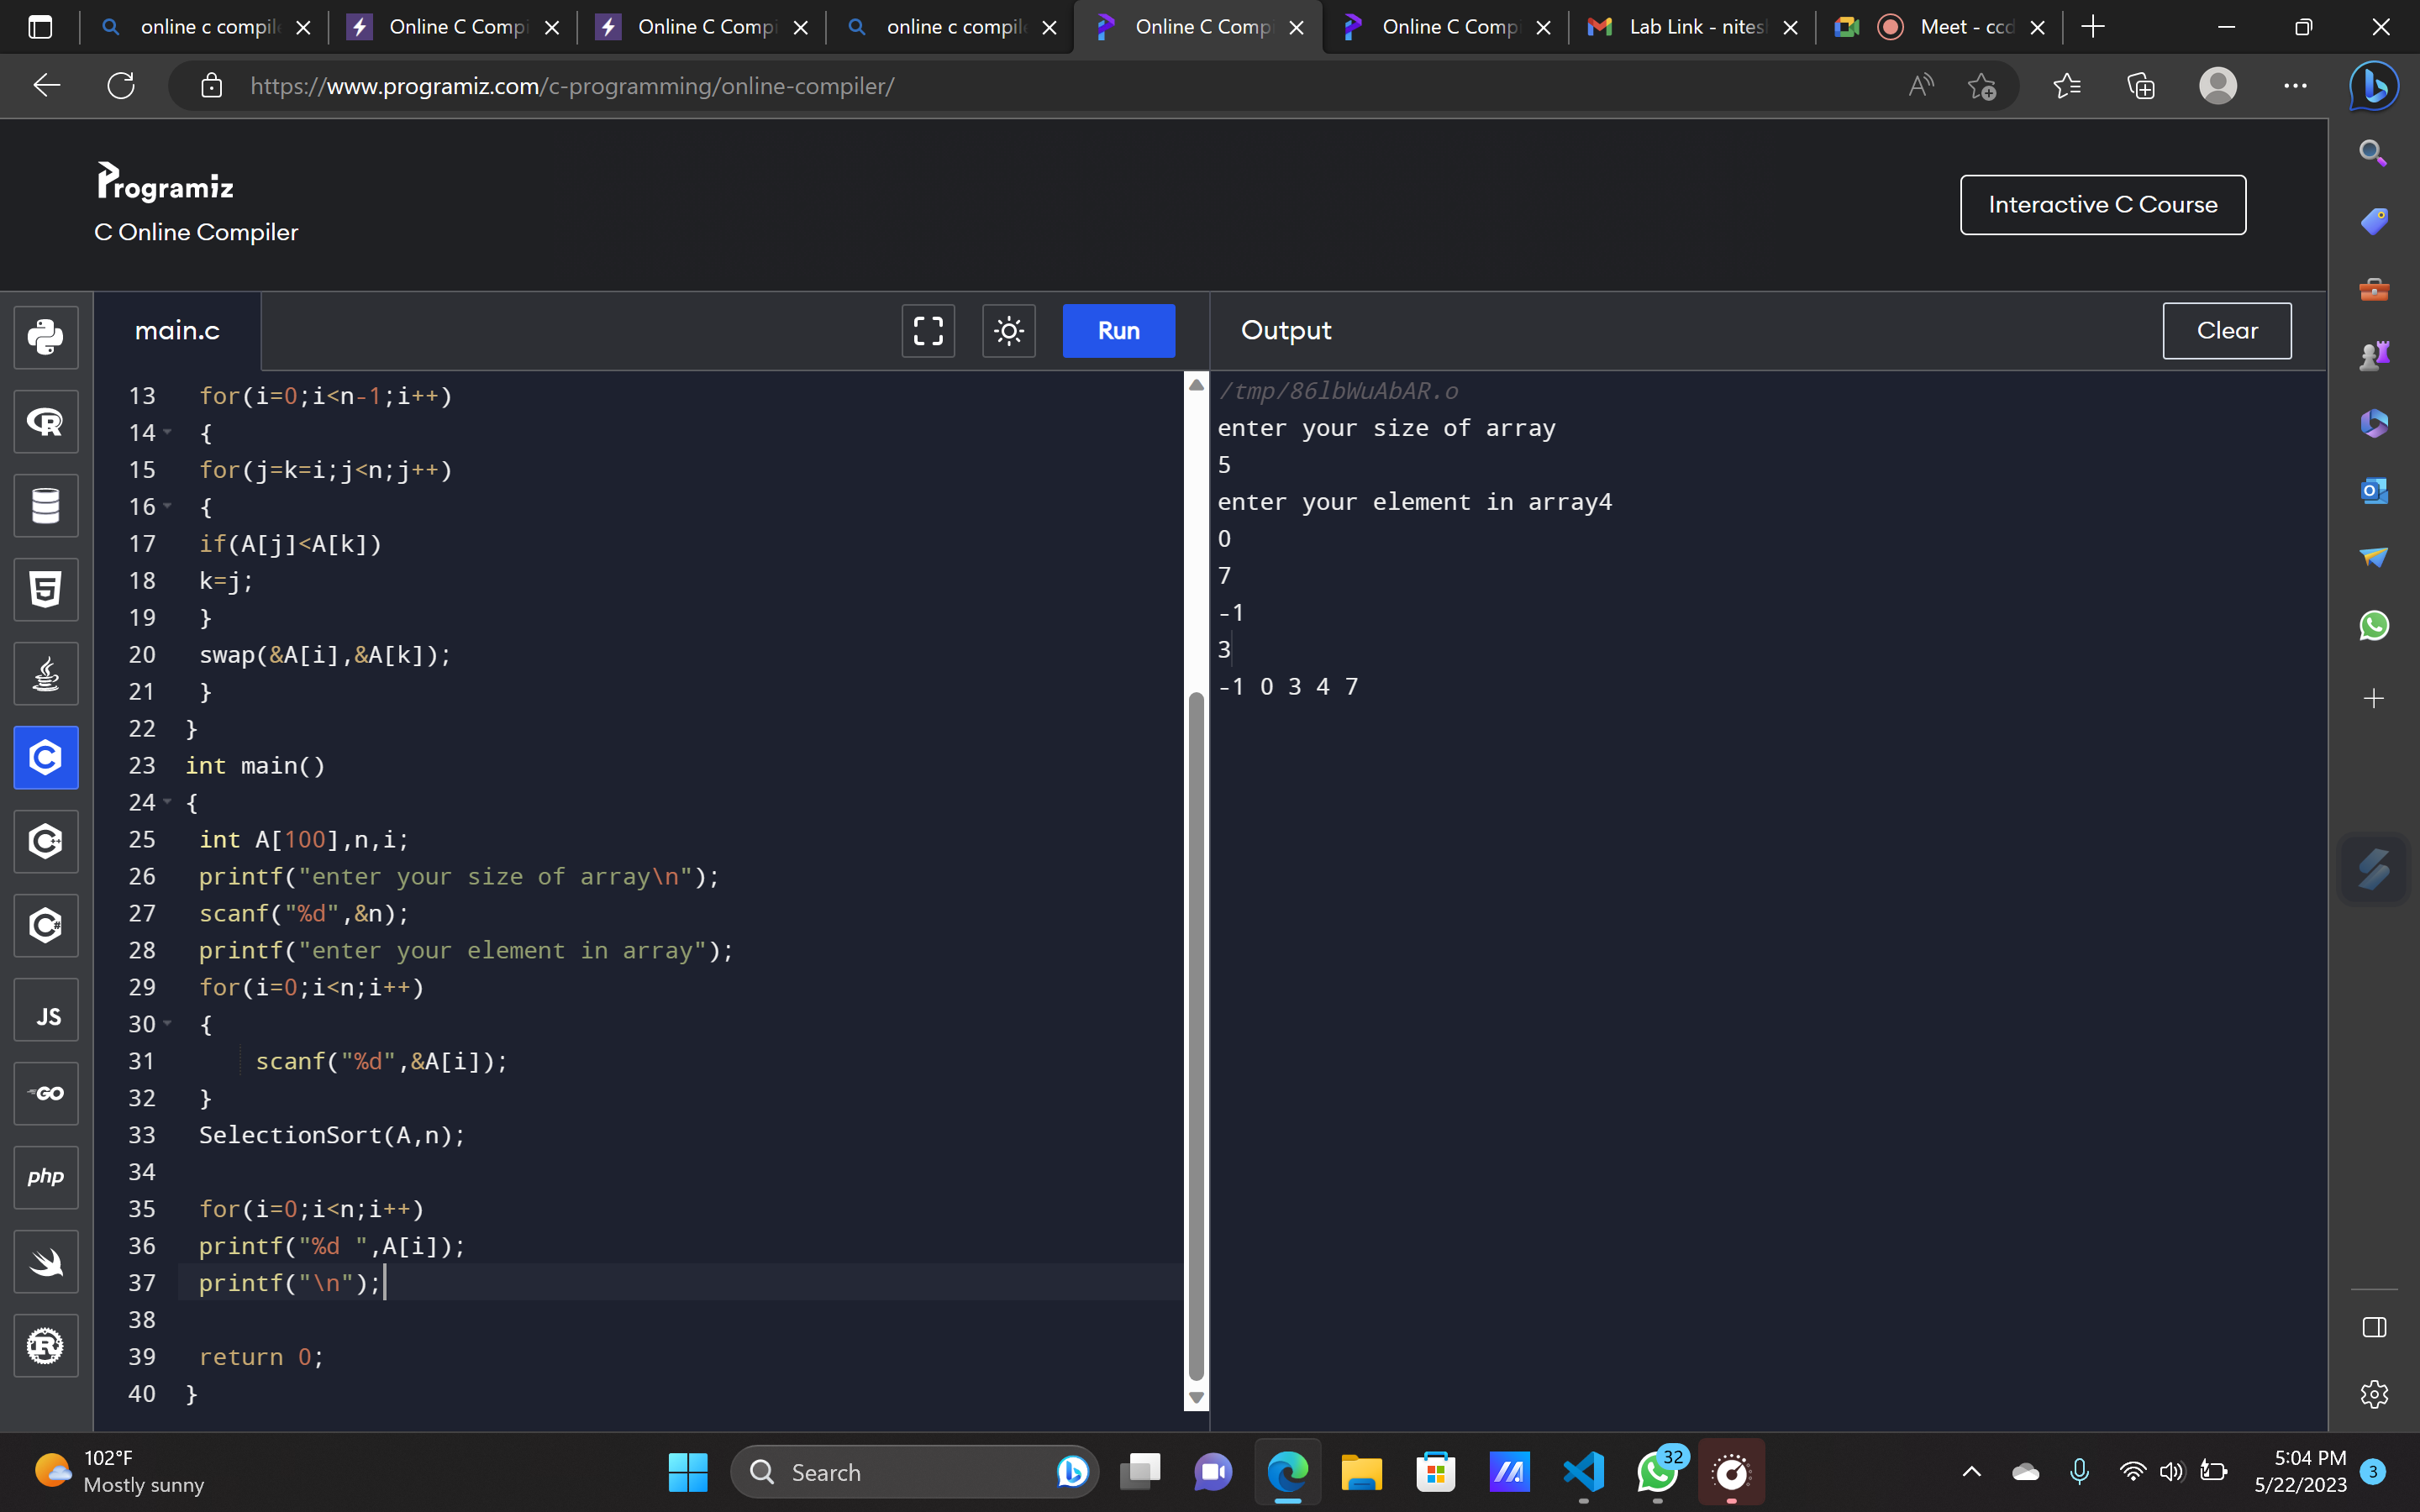 online c compile
Online C Compi
Online C Compi
online c compile
Online C Comp
Online C Comp
Lab Link - nitesh
Meet - ccd
https://www.programiz.com/c-programming/online-compiler/
Programiz
C Online Compiler
Interactive C Course
main.c
Run
Output
Clear
13 for(i=0;i<n-1;i++)
14 {
15 for(j=k=i;j<n;j++)
16 {
17 if(A[j]<A[k])
18 k=j;
19 }
20 swap(&A[i],&A[k]);
21 }
22 }
23 int main()
24 {
25 int A[100],n,i;
26 printf("enter your size of array\n");
27 scanf("%d",&n);
28 printf("enter your element in array");
29 for(i=0;i<n;i++)
30 {
31 scanf("%d",&A[i]);
32 }
33 SelectionSort(A,n);
34
35 for(i=0;i<n;i++)
36 printf("%d ",A[i]);
37 printf("\n");
38
39 return 0;
40 }
/tmp/86lbWuAbAR.o
enter your size of array
5
enter your element in array4
0
7
-1
3
-1 0 3 4 7
JS
GO
php
102°F
Mostly sunny
Search
32
5:04 PM
5/22/2023
3